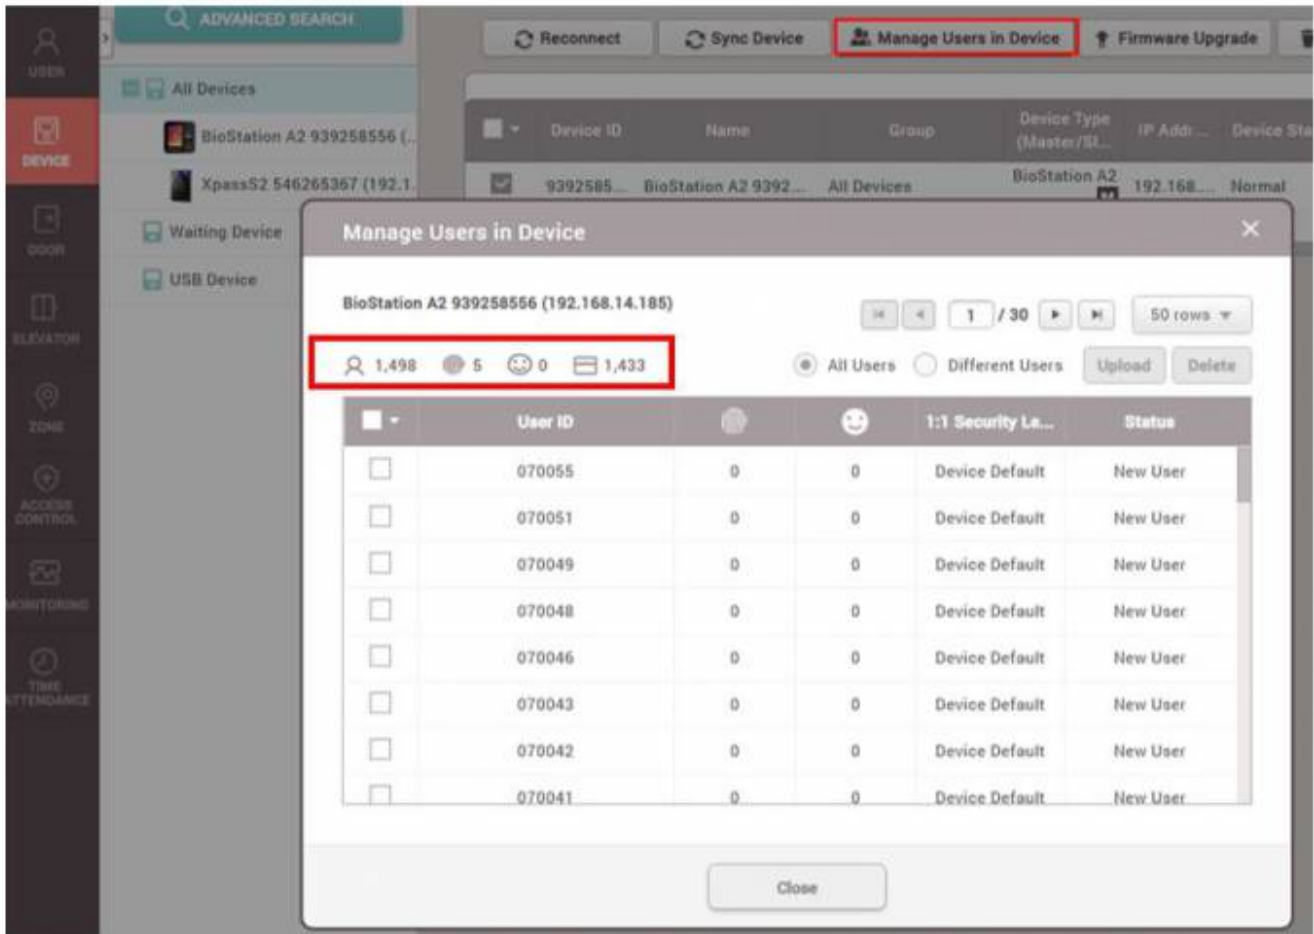 ADVANCED SEARCH
Reconnect
Sync Device
Manage Users in Device
Firmware Upgrade
USER
DEVICE
DOOR
ELEVATOR
ZONE
ACCESS
CONTROL
MONITORING
TIME
ATTENDANCE
All Devices
BioStation A2 939258556 (...
XpassS2 546265367 (192.1.
Waiting Device
USB Device
Device ID
Name
Group
Device Type
(Master/Sl...
IP Addr...
Device Sta
9392585...
BioStation A2 9392...
All Devices
BioStation A2
192.168....
Normal
Manage Users in Device
BioStation A2 939258556 (192.168.14.185)
1 / 30
50 rows
1,498 5 0 1,433
All Users
Different Users
Upload
Delete
User ID 1:1 Security Le... Status
070055 0 0 Device Default New User
070051 0 0 Device Default New User
070049 0 0 Device Default New User
070048 0 0 Device Default New User
070046 0 0 Device Default New User
070043 0 0 Device Default New User
070042 0 0 Device Default New User
070041 0 0 Device Default New User
Close